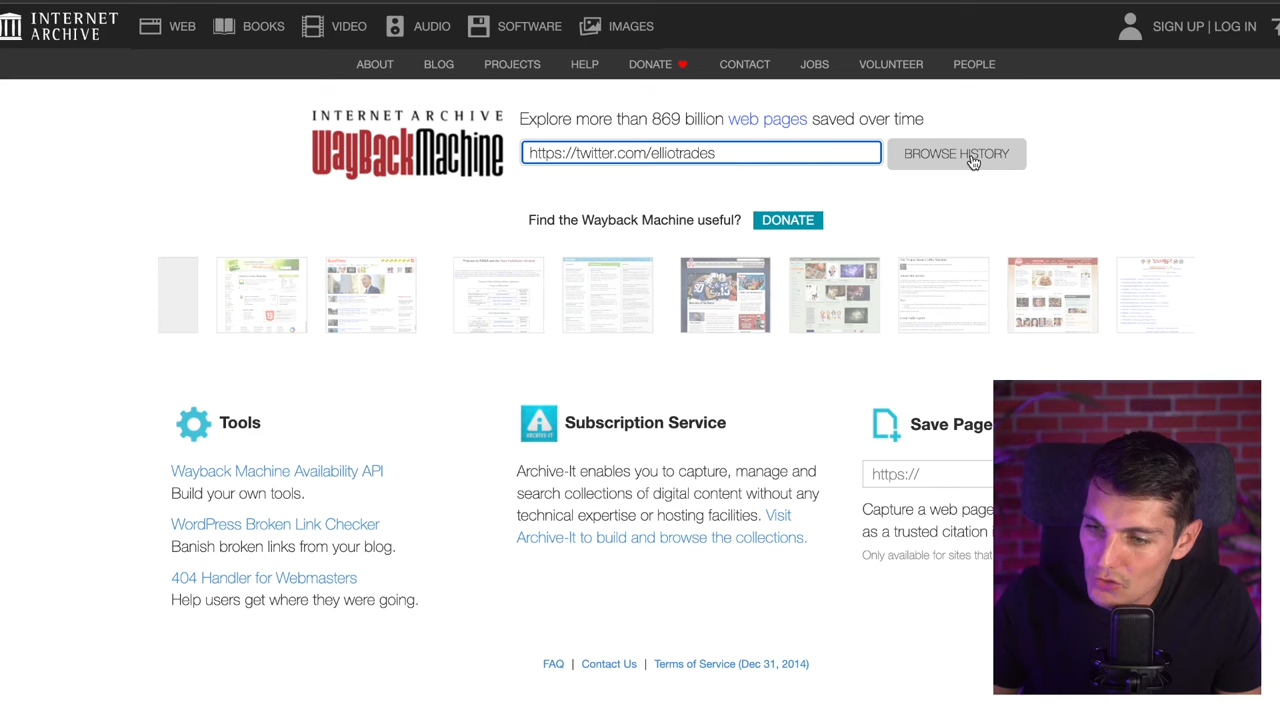 INTERNET ARCHIVE
WEB
BOOKS
VIDEO
AUDIO
SOFTWARE
IMAGES
SIGN UP | LOG IN
ABOUT
BLOG
PROJECTS
HELP
DONATE
CONTACT
JOBS
VOLUNTEER
PEOPLE
INTERNET ARCHIVE
WayBackMachine
Explore more than 869 billion web pages saved over time
https://twitter.com/elliotrades
BROWSE HISTORY
Find the Wayback Machine useful?
DONATE
Tools
Wayback Machine Availability API
Build your own tools.
WordPress Broken Link Checker
Banish broken links from your blog.
404 Handler for Webmasters
Help users get where they were going.
ARCHIVE-IT
Subscription Service
Archive-It enables you to capture, manage and
search collections of digital content without any
technical expertise or hosting facilities. Visit
Archive-It to build and browse the collections.
Save Page
https://
Capture a web page
as a trusted citation i
Only available for sites that
FAQ | Contact Us | Terms of Service (Dec 31, 2014)